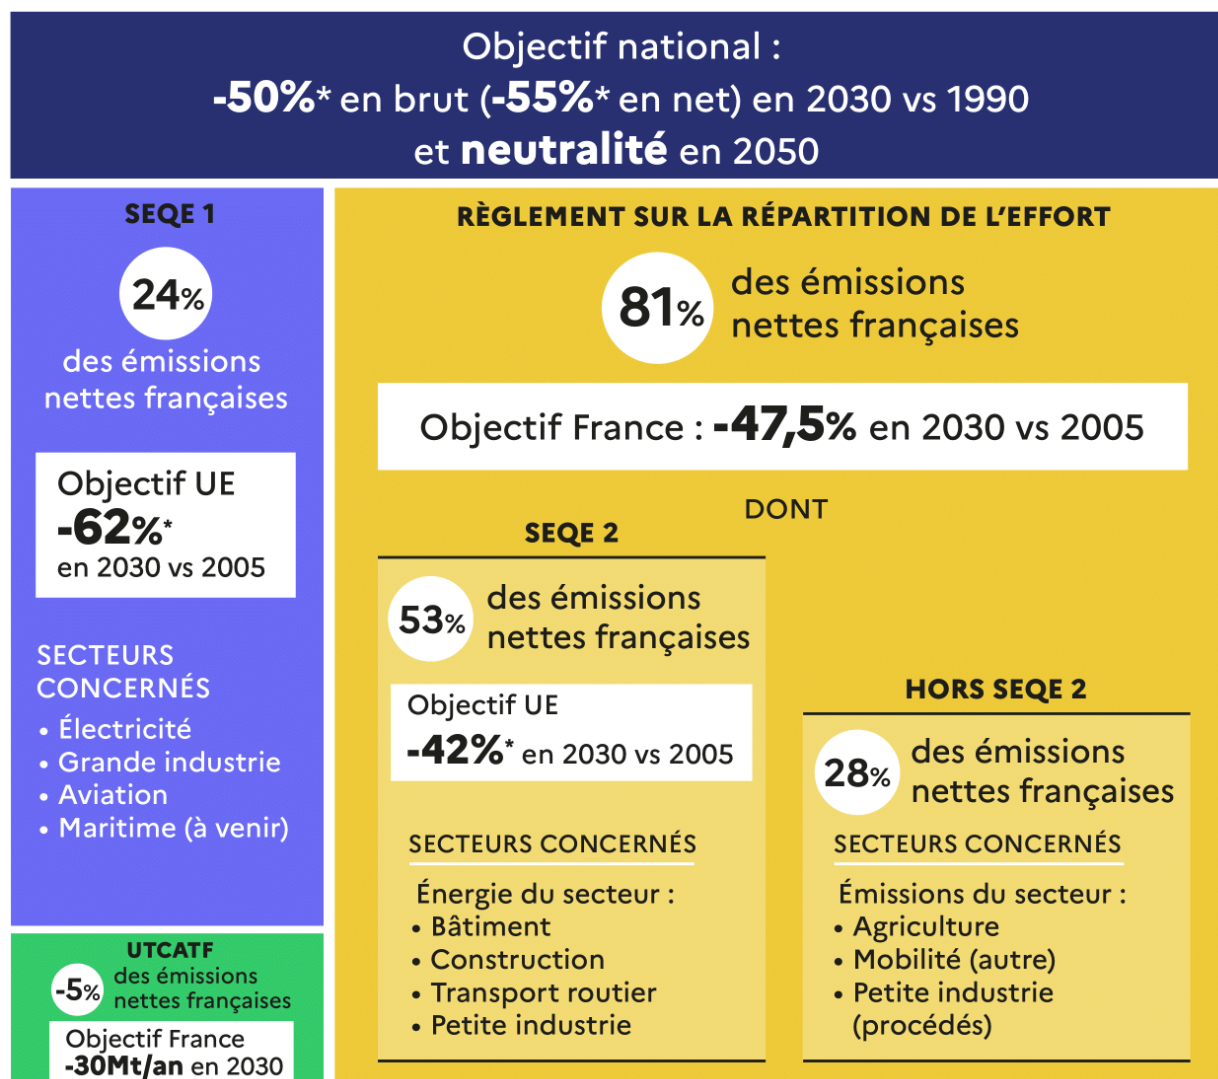 Objectif national :
-50%* en brut (-55%* en net) en 2030 vs 1990
et neutralité en 2050
SEQE 1
24%
des émissions
nettes françaises
Objectif UE
-62%*
en 2030 vs 2005
SECTEURS
CONCERNÉS
• Électricité
• Grande industrie
• Aviation
• Maritime (à venir)
UTCATF
-5%
des émissions
nettes françaises
Objectif France
-30Mt/an en 2030
RÈGLEMENT SUR LA RÉPARTITION DE L’EFFORT
81%
des émissions
nettes françaises
Objectif France : -47,5% en 2030 vs 2005
DONT
SEQE 2
53%
des émissions
nettes françaises
Objectif UE
-42%* en 2030 vs 2005
SECTEURS CONCERNÉS
Énergie du secteur :
• Bâtiment
• Construction
• Transport routier
• Petite industrie
HORS SEQE 2
28%
des émissions
nettes françaises
SECTEURS CONCERNÉS
Émissions du secteur :
• Agriculture
• Mobilité (autre)
• Petite industrie
(procédés)